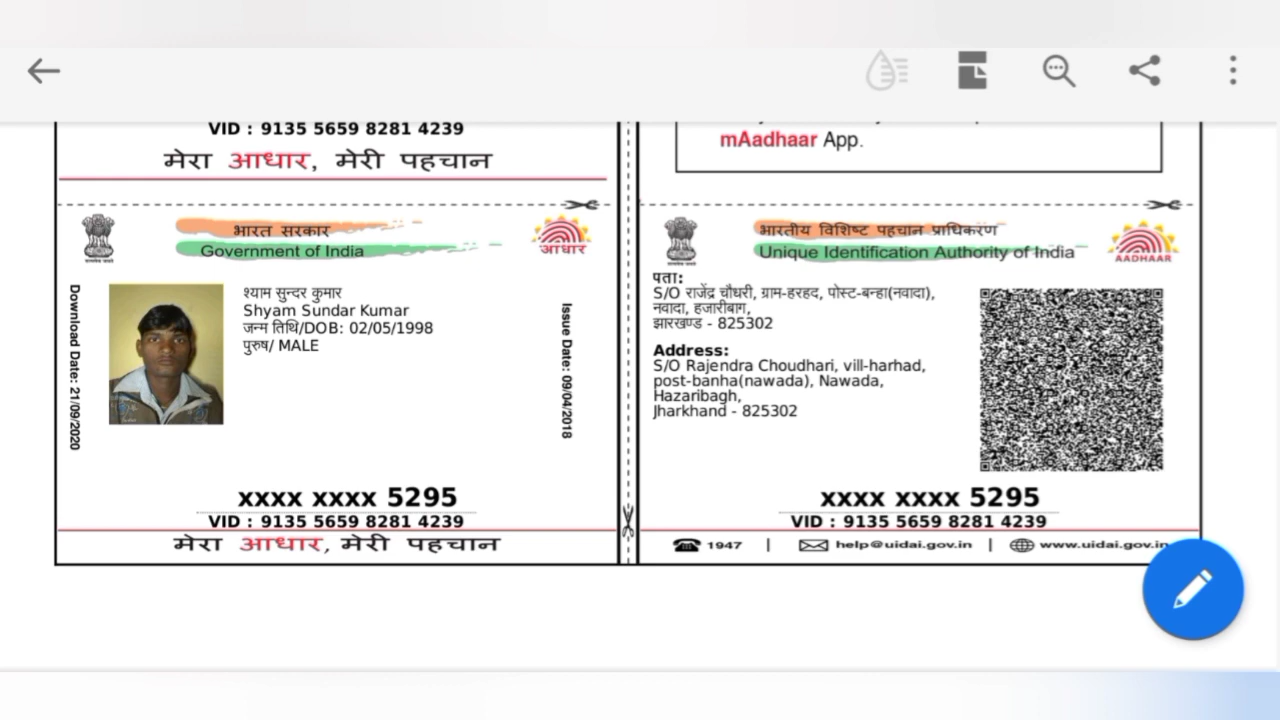 VID : 9135 5659 8281 4239
मेरा आधार, मेरी पहचान
mAadhaar App.
भारत सरकार
Government of India
आधार
Download Date: 21/09/2020
श्याम सुन्दर कुमार
Shyam Sundar Kumar
जन्म तिथि/DOB: 02/05/1998
पुरुष/ MALE
Issue Date: 09/04/2018
xxxx xxxx 5295
VID : 9135 5659 8281 4239
मेरा आधार, मेरी पहचान
भारतीय विशिष्ट पहचान प्राधिकरण
Unique Identification Authority of India
AADHAAR
पता:
S/O राजेंद्र चौधरी, ग्राम-हरहद, पोस्ट-बन्हा(नवादा),
नवादा, हजारीबाग,
झारखण्ड - 825302
Address:
S/O Rajendra Choudhari, vill-harhad,
post-banha(nawada), Nawada,
Hazaribagh,
Jharkhand - 825302
xxxx xxxx 5295
VID : 9135 5659 8281 4239
1947 | help@uidai.gov.in | www.uidai.gov.in